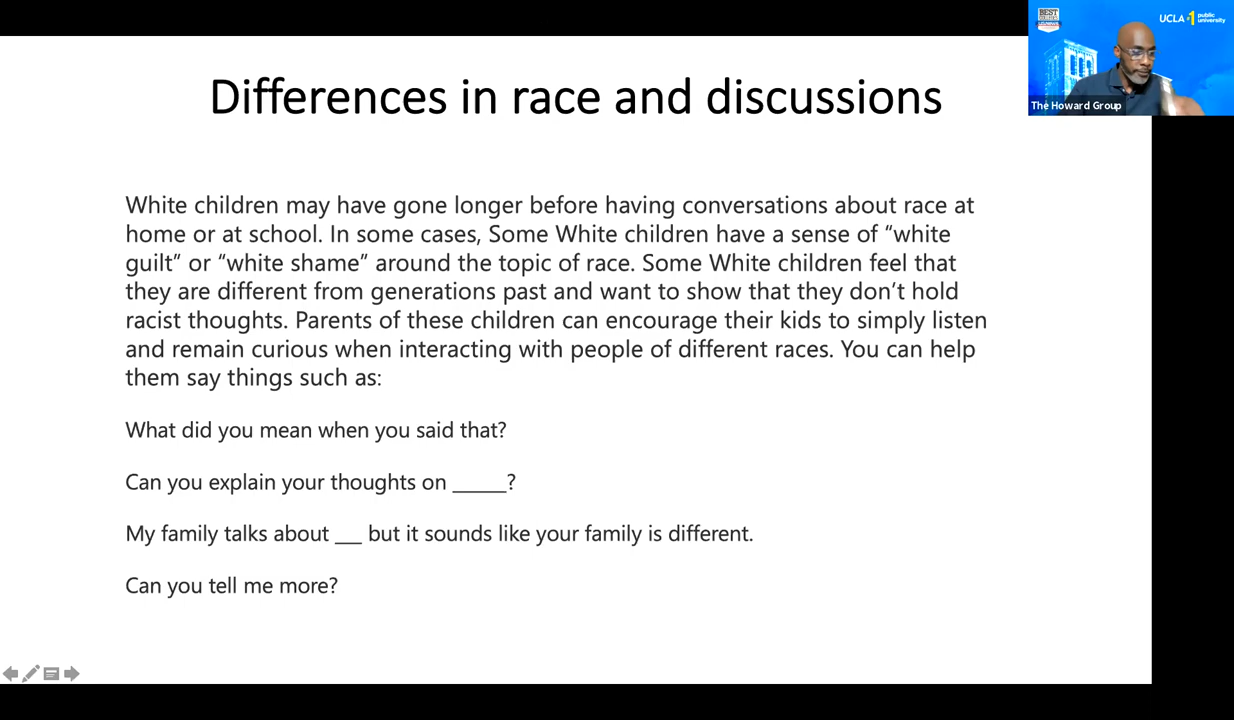 Differences in race and discussions
White children may have gone longer before having conversations about race at
home or at school. In some cases, Some White children have a sense of “white
guilt” or “white shame” around the topic of race. Some White children feel that
they are different from generations past and want to show that they don’t hold
racist thoughts. Parents of these children can encourage their kids to simply listen
and remain curious when interacting with people of different races. You can help
them say things such as:
What did you mean when you said that?
Can you explain your thoughts on ______?
My family talks about ___ but it sounds like your family is different.
Can you tell me more?
BEST
UCLA #1 public
university
The Howard Group